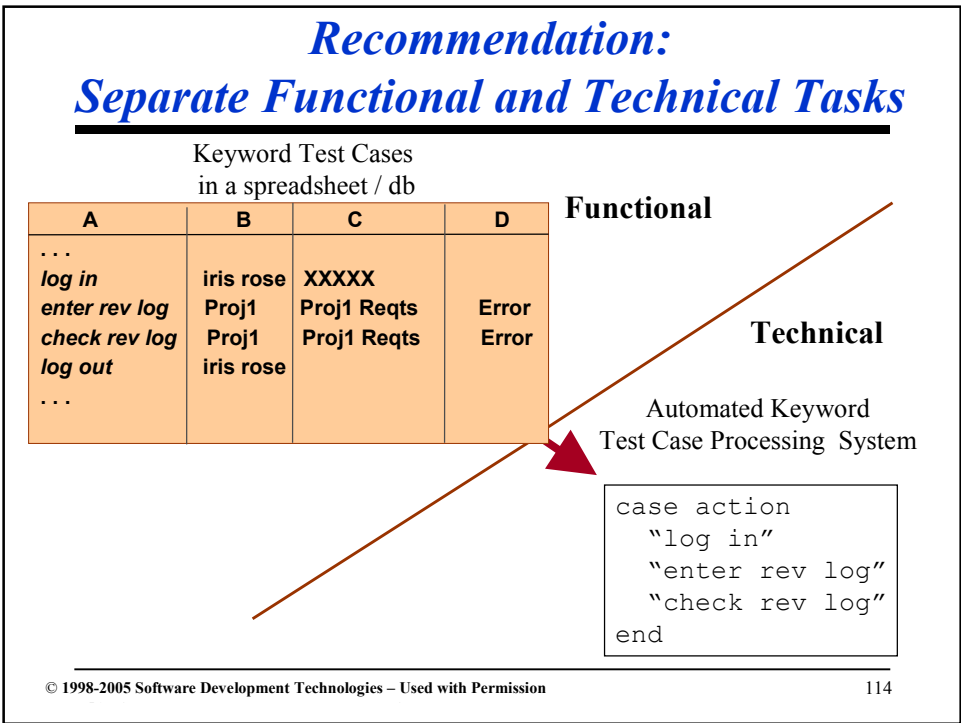 Recommendation:
Separate Functional and Technical Tasks
Keyword Test Cases
in a spreadsheet / db
A B C D
. . .
log in iris rose XXXXX
enter rev log Proj1 Proj1 Reqts Error
check rev log Proj1 Proj1 Reqts Error
log out iris rose
. . .
Functional
Technical
Automated Keyword
Test Case Processing System
case action
“log in”
“enter rev log”
“check rev log”
end
© 1998-2005 Software Development Technologies – Used with Permission 114